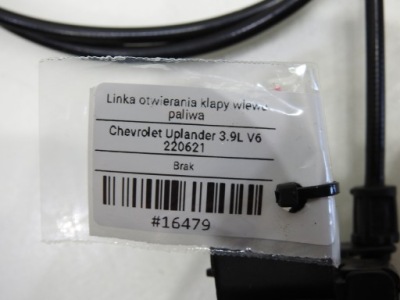 Linka otwierania klapy wlewu
paliwa
Chevrolet Uplander 3.9L V6
220621
Brak
#16479